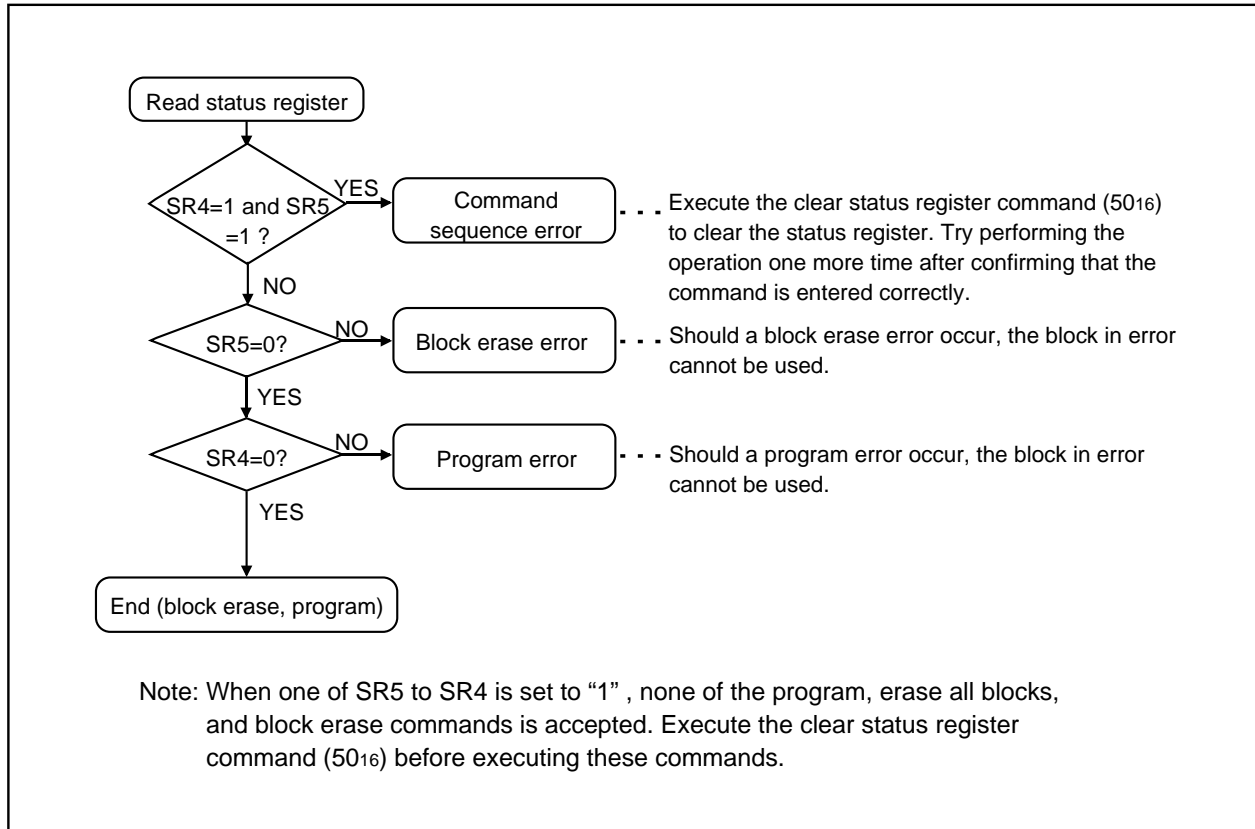 Read status register
SR4=1 and SR5
=1 ?
YES
Command
sequence error
Execute the clear status register command (5016)
to clear the status register. Try performing the
operation one more time after confirming that the
command is entered correctly.
NO
SR5=0?
NO
Block erase error
Should a block erase error occur, the block in error
cannot be used.
YES
SR4=0?
NO
Program error
Should a program error occur, the block in error
cannot be used.
YES
End (block erase, program)
Note: When one of SR5 to SR4 is set to “1” , none of the program, erase all blocks,
and block erase commands is accepted. Execute the clear status register
command (5016) before executing these commands.